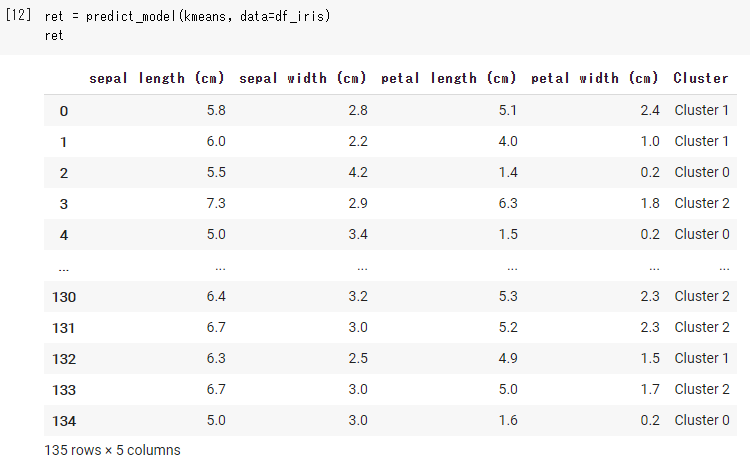 [12] ret = predict_model(kmeans, data=df_iris)
ret
sepal length (cm) sepal width (cm) petal length (cm) petal width (cm) Cluster
0 5.8 2.8 5.1 2.4 Cluster 1
1 6.0 2.2 4.0 1.0 Cluster 1
2 5.5 4.2 1.4 0.2 Cluster 0
3 7.3 2.9 6.3 1.8 Cluster 2
4 5.0 3.4 1.5 0.2 Cluster 0
... ... ... ... ... ...
130 6.4 3.2 5.3 2.3 Cluster 2
131 6.7 3.0 5.2 2.3 Cluster 2
132 6.3 2.5 4.9 1.5 Cluster 1
133 6.7 3.0 5.0 1.7 Cluster 2
134 5.0 3.0 1.6 0.2 Cluster 0
135 rows × 5 columns